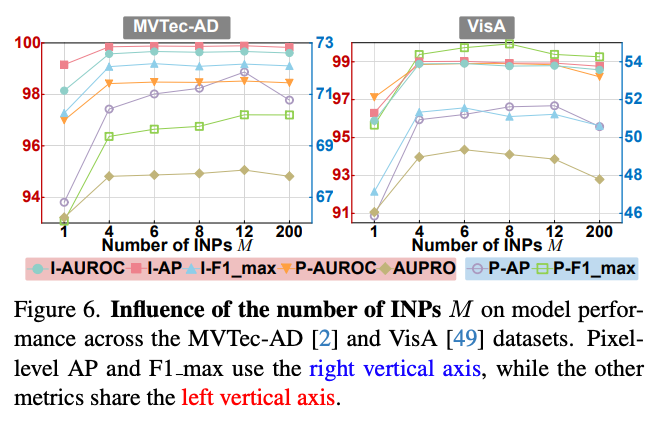 MVTec-AD
VisA
100
98
96
94
73
71
69
67
99
97
95
93
91
54
52
50
48
46
1 4 6 8 12 200
1 4 6 8 12 200
Number of INPs M
Number of INPs M
I-AUROC I-AP I-F1_max P-AUROC AUPRO P-AP P-F1_max
Figure 6. Influence of the number of INPs M on model perfor-
mance across the MVTec-AD [2] and VisA [49] datasets. Pixel-
level AP and F1_max use the right vertical axis, while the other
metrics share the left vertical axis.